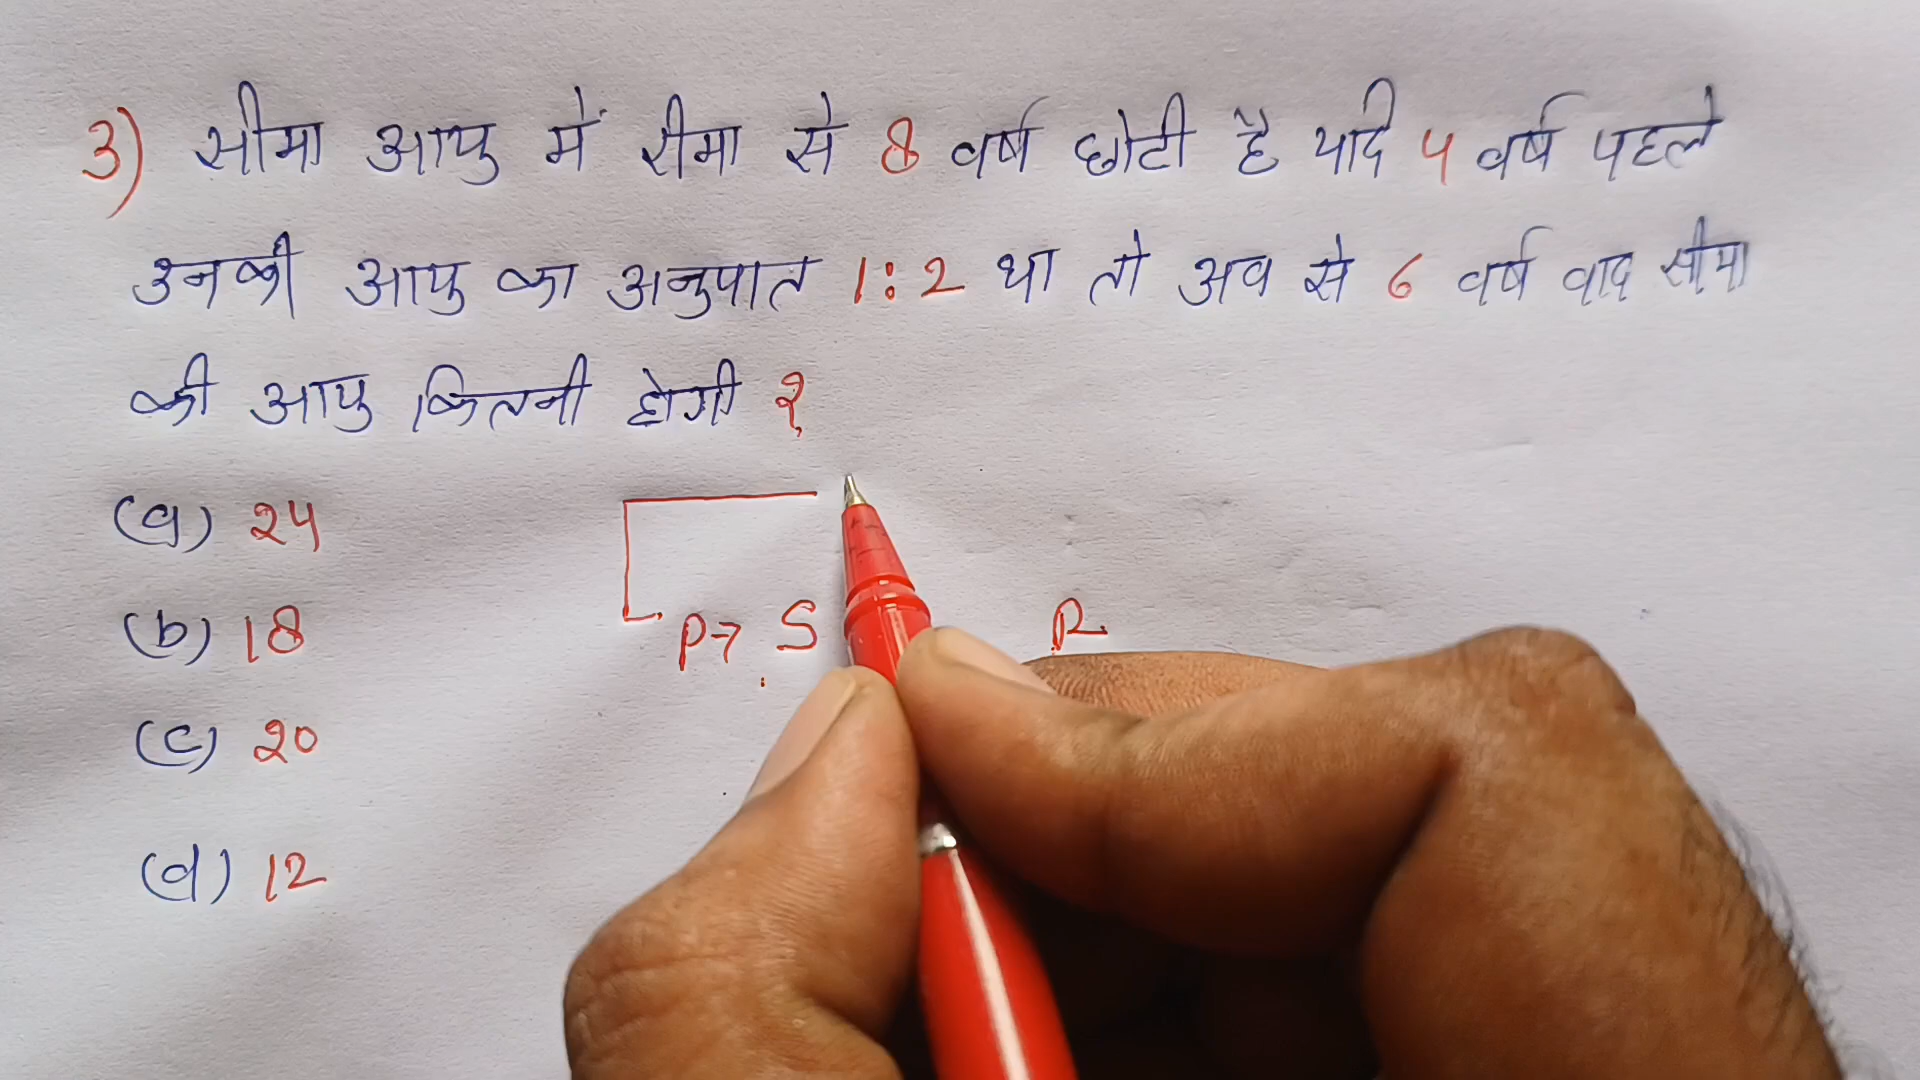 3) सीमा आयु में रीमा से 8 वर्ष छोटी है यदि 4 वर्ष पहले
उनकी आयु का अनुपात 1:2 था तो अब से 6 वर्ष वाद सीमा
की आयु कितनी होगी ?
(a) 24
(b) 18
(c) 20
(d) 12
P→ S R